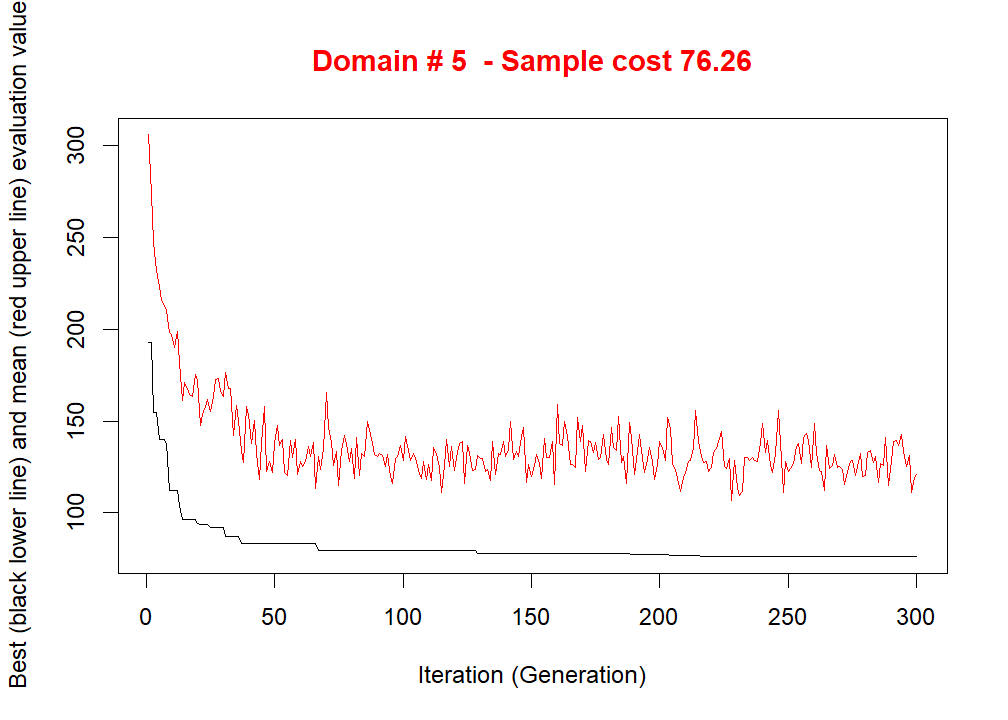 Domain # 5  - Sample cost 76.26
Best (black lower line) and mean (red upper line) evaluation value
300
250
200
150
100
0 50 100 150 200 250 300
Iteration (Generation)